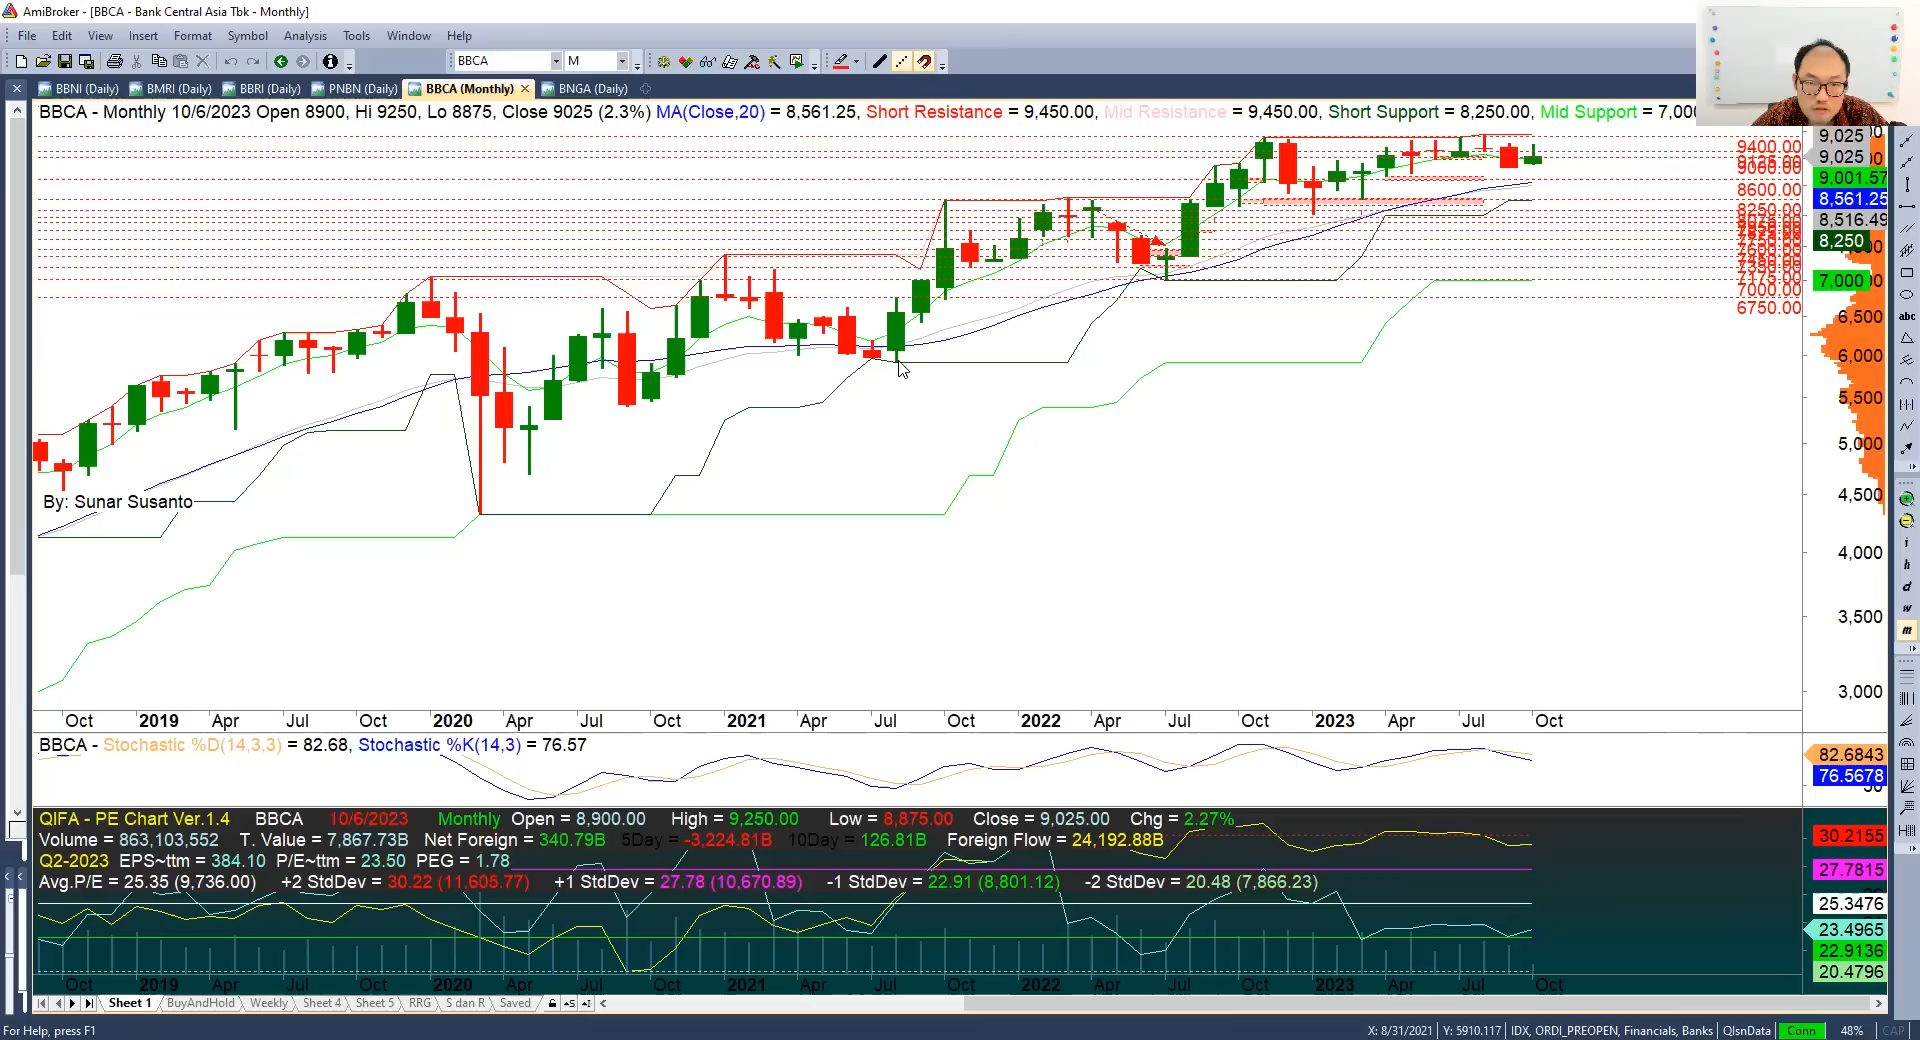 AmiBroker - [BBCA - Bank Central Asia Tbk - Monthly]
File Edit View Insert Format Symbol Analysis Tools Window Help
BBCA M
BBNI (Daily) BMRI (Daily) BBRI (Daily) PNBN (Daily) BBCA (Monthly) BNGA (Daily)
BBCA - Monthly 10/6/2023 Open 8900, Hi 9250, Lo 8875, Close 9025 (2.3%) MA(Close,20) = 8,561.25, Short Resistance = 9,450.00, Mid Resistance = 9,450.00, Short Support = 8,250.00, Mid Support = 7,00
9,025
9400.00
9,025
9000.00
9,001.57
8600.00
8,561.25
8250.00
8,516.49
8,250
7175.00
7,000
7000.00
6750.00
6,500
6,000
5,500
5,000
4,500
4,000
3,500
3,000
By: Sunar Susanto
Oct 2019 Apr Jul Oct 2020 Apr Jul Oct 2021 Apr Jul Oct 2022 Apr Jul Oct 2023 Apr Jul Oct
BBCA - Stochastic %D(14,3,3) = 82.68, Stochastic %K(14,3) = 76.57
82.6843
76.5678
QIFA - PE Chart Ver.1.4 BBCA 10/6/2023 Monthly Open = 8,900.00 High = 9,250.00 Low = 8,875.00 Close = 9,025.00 Chg = 2.27%
Volume = 863,103,552 T. Value = 7,867.73B Net Foreign = 340.79B 5Day = -3,224.81B 10Day = 126.81B Foreign Flow = 24,192.88B
Q2-2023 EPS~ttm = 384.10 P/E~ttm = 23.50 PEG = 1.78
Avg.P/E = 25.35 (9,736.00) +2 StdDev = 30.22 (11,605.77) +1 StdDev = 27.78 (10,670.89) -1 StdDev = 22.91 (8,801.12) -2 StdDev = 20.48 (7,866.23)
30.2155
27.7815
25.3476
23.4965
22.9136
20.4796
Oct 2019 Apr Jul Oct 2020 Apr Jul Oct 2021 Apr Jul Oct 2022 Apr Jul Oct 2023 Apr Jul Oct
Sheet 1 BuyAndHold Weekly Sheet 4 Sheet 5 RRG S dan R Saved
For Help, press F1
X: 8/31/2021 Y: 5910.117 IDX, ORDI_PREOPEN, Financials, Banks QlsnData Conn 48% CAP
abc
i
h
d
w
m